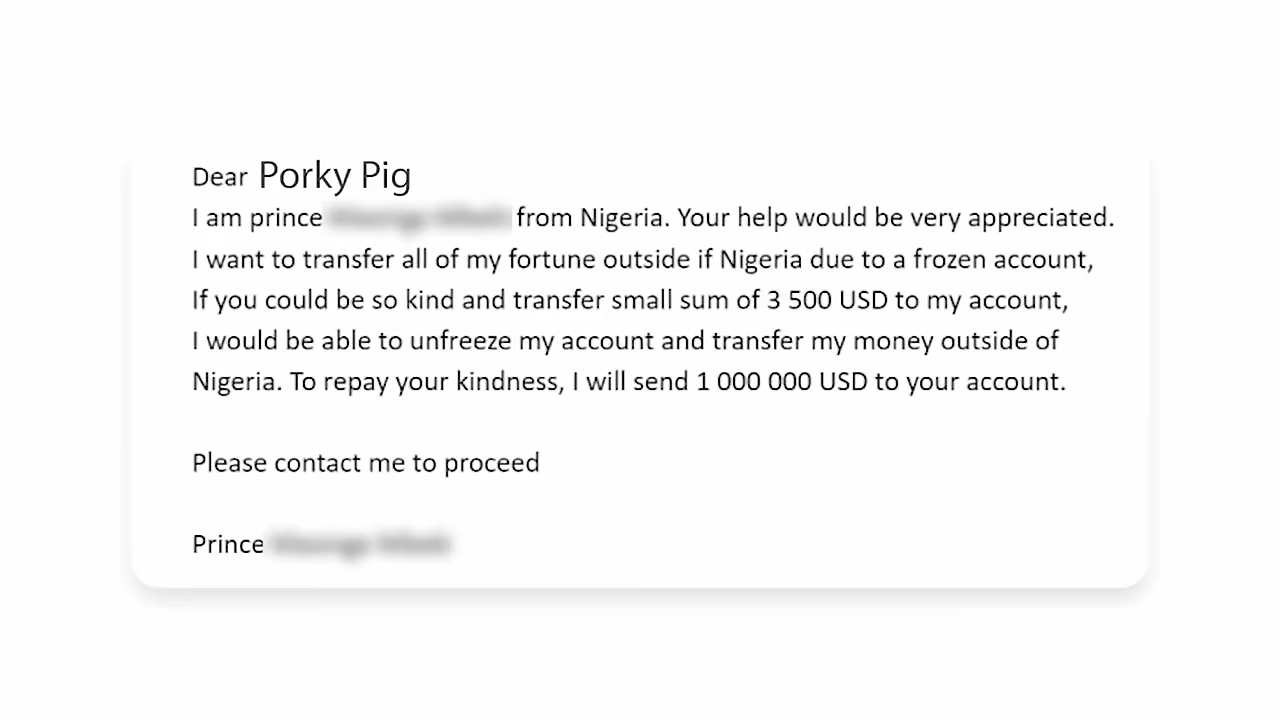 Dear Porky Pig
I am prince from Nigeria. Your help would be very appreciated.
I want to transfer all of my fortune outside if Nigeria due to a frozen account,
If you could be so kind and transfer small sum of 3 500 USD to my account,
I would be able to unfreeze my account and transfer my money outside of
Nigeria. To repay your kindness, I will send 1 000 000 USD to your account.
Please contact me to proceed
Prince